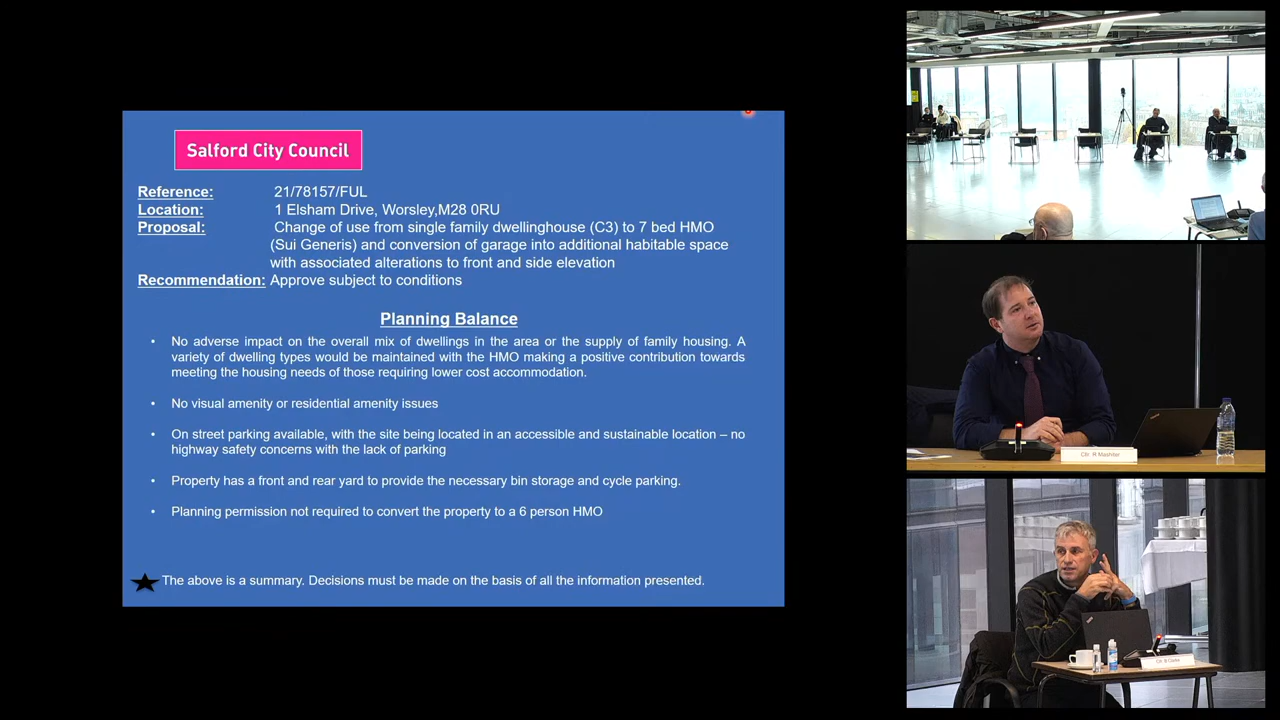 Salford City Council
Reference: 21/78157/FUL
Location: 1 Elsham Drive, Worsley,M28 0RU
Proposal: Change of use from single family dwellinghouse (C3) to 7 bed HMO
(Sui Generis) and conversion of garage into additional habitable space
with associated alterations to front and side elevation
Recommendation: Approve subject to conditions
Planning Balance
• No adverse impact on the overall mix of dwellings in the area or the supply of family housing. A
variety of dwelling types would be maintained with the HMO making a positive contribution towards
meeting the housing needs of those requiring lower cost accommodation.
• No visual amenity or residential amenity issues
• On street parking available, with the site being located in an accessible and sustainable location – no
highway safety concerns with the lack of parking
• Property has a front and rear yard to provide the necessary bin storage and cycle parking.
• Planning permission not required to convert the property to a 6 person HMO
The above is a summary. Decisions must be made on the basis of all the information presented.
Cllr. R Mashiter
Cllr. B Clarke